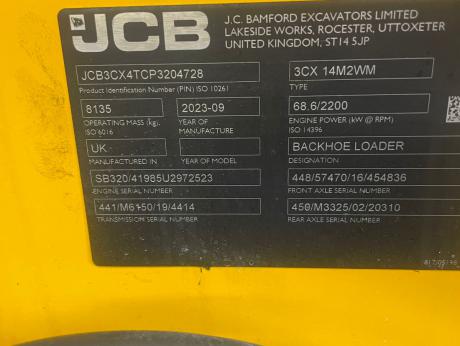 JCB
J.C. BAMFORD EXCAVATORS LIMITED
LAKESIDE WORKS, ROCESTER, UTTOXETER
UNITED KINGDOM, ST14 5JP
JCB3CX4TCP3204728
Product Identification Number (PIN) ISO 10261
3CX 14M2WM
TYPE
8135
OPERATING MASS (kg).
ISO 6016
2023-09
YEAR OF
MANUFACTURE
68.6/2200
ENGINE POWER (kW @ RPM)
ISO 14396
UK
MANUFACTURED IN
YEAR OF MODEL
BACKHOE LOADER
DESIGNATION
SB320/41985U2972523
ENGINE SERIAL NUMBER
448/57470/16/454836
FRONT AXLE SERIAL NUMBER
441/M6150/19/4414
TRANSMISSION SERIAL NUMBER
450/M3325/02/20310
REAR AXLE SERIAL NUMBER